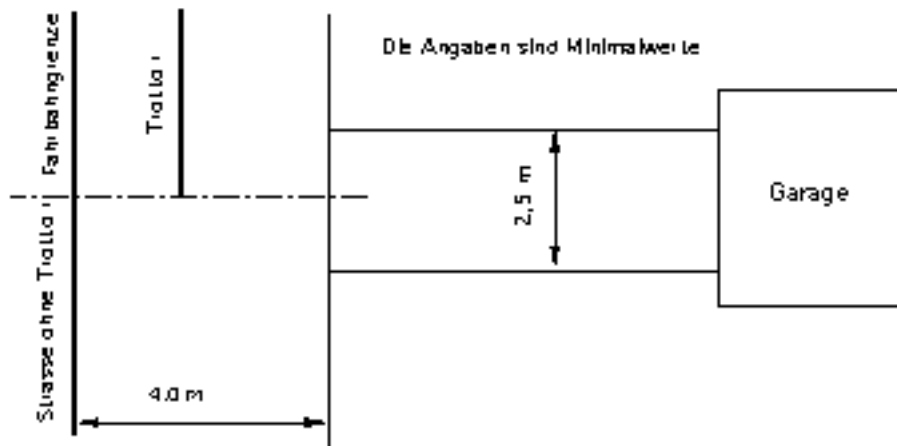 Die Angaben sind Minimalwerte
Fahrbahngrenze
Trottoir
Strasse ohne Trottoir
2,5 m
Garage
4.0 m